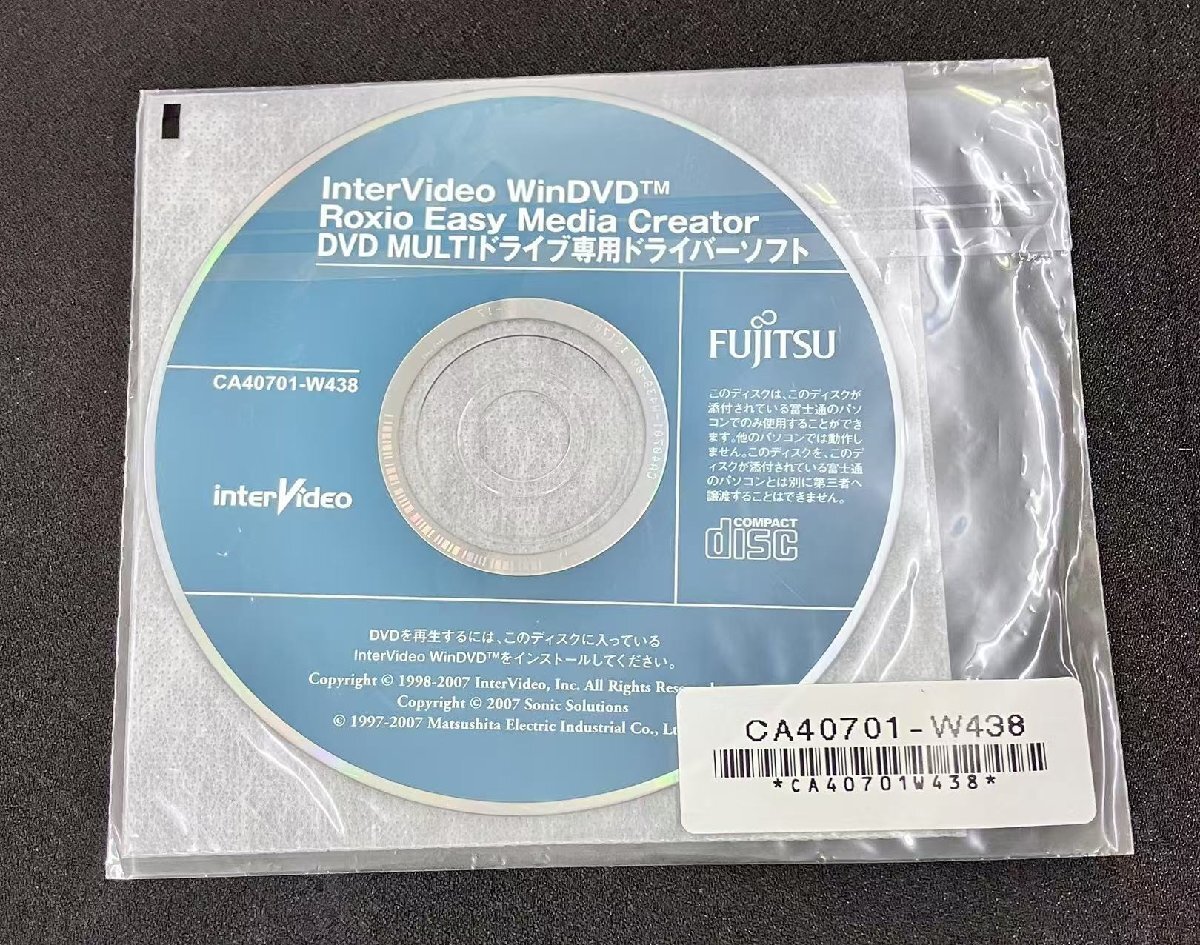 InterVideo WinDVD™
Roxio Easy Media Creator
DVD MULTIドライブ専用ドライバーソフト
CA40701-W438
interVideo
FUJITSU
このディスクは、このディスクが
添付されている富士通のパソ
コンでのみ使用することができ
ます。他のパソコンでは動作し
ません。このディスクを、このデ
ィスクが添付されている富士通
のパソコンとは別に第三者へ
譲渡することはできません。
COMPACT
disc
DVDを再生するには、このディスクに入っている
InterVideo WinDVD™をインストールしてください。
Copyright © 1998-2007 InterVideo, Inc. All Rights
Copyright © 2007 Sonic Solutions
© 1997-2007 Matsushita Electric Industrial Co.,
CA40701-W438
*CA40701W438*